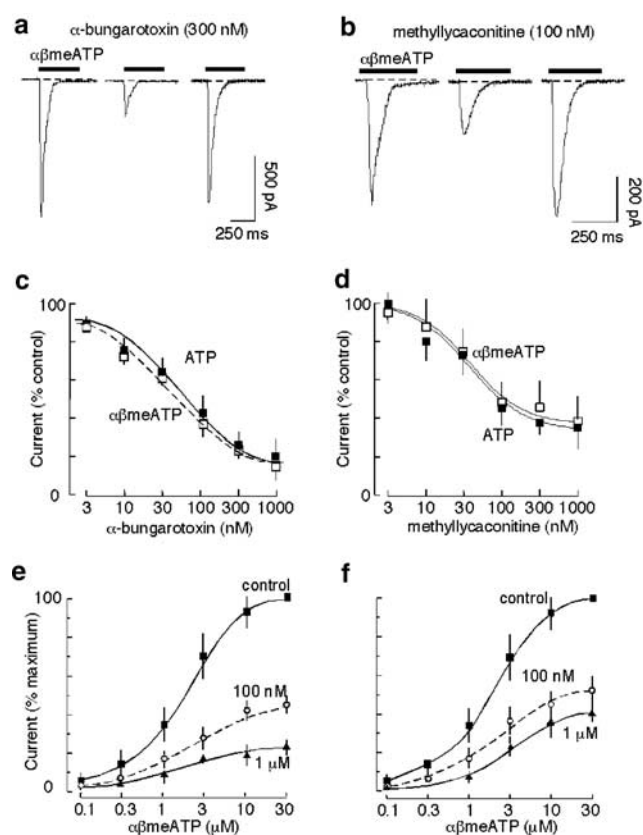 a
α-bungarotoxin (300 nM)
αβmeATP
500 pA
250 ms
b
methyllycaconitine (100 nM)
αβmeATP
200 pA
250 ms
c
100
0
Current (% control)
ATP
αβmeATP
3 10 30 100 300 1000
α-bungarotoxin (nM)
d
100
0
Current (% control)
αβmeATP
ATP
3 10 30 100 300 1000
methyllycaconitine (nM)
e
100
0
Current (% maximum)
control
100 nM
1 μM
0.1 0.3 1 3 10 30
αβmeATP (μM)
f
control
100 nM
1 μM
0.1 0.3 1 3 10 30
αβmeATP (μM)